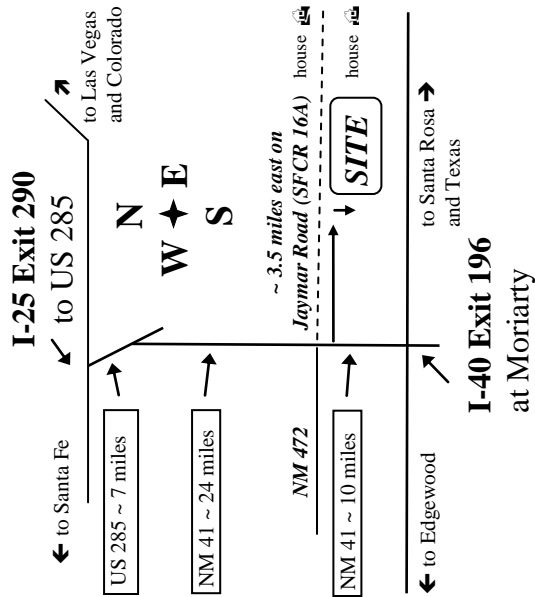 I-25 Exit 290
to US 285
← to Santa Fe
to Las Vegas
and Colorado
US 285 ~ 7 miles
N
W E
S
NM 41 ~ 24 miles
~ 3.5 miles east on
Jaymar Road (SFCR 16A)
house
NM 472
NM 41 ~ 10 miles
SITE
house
← to Edgewood
to Santa Rosa →
and Texas
I-40 Exit 196
at Moriarty